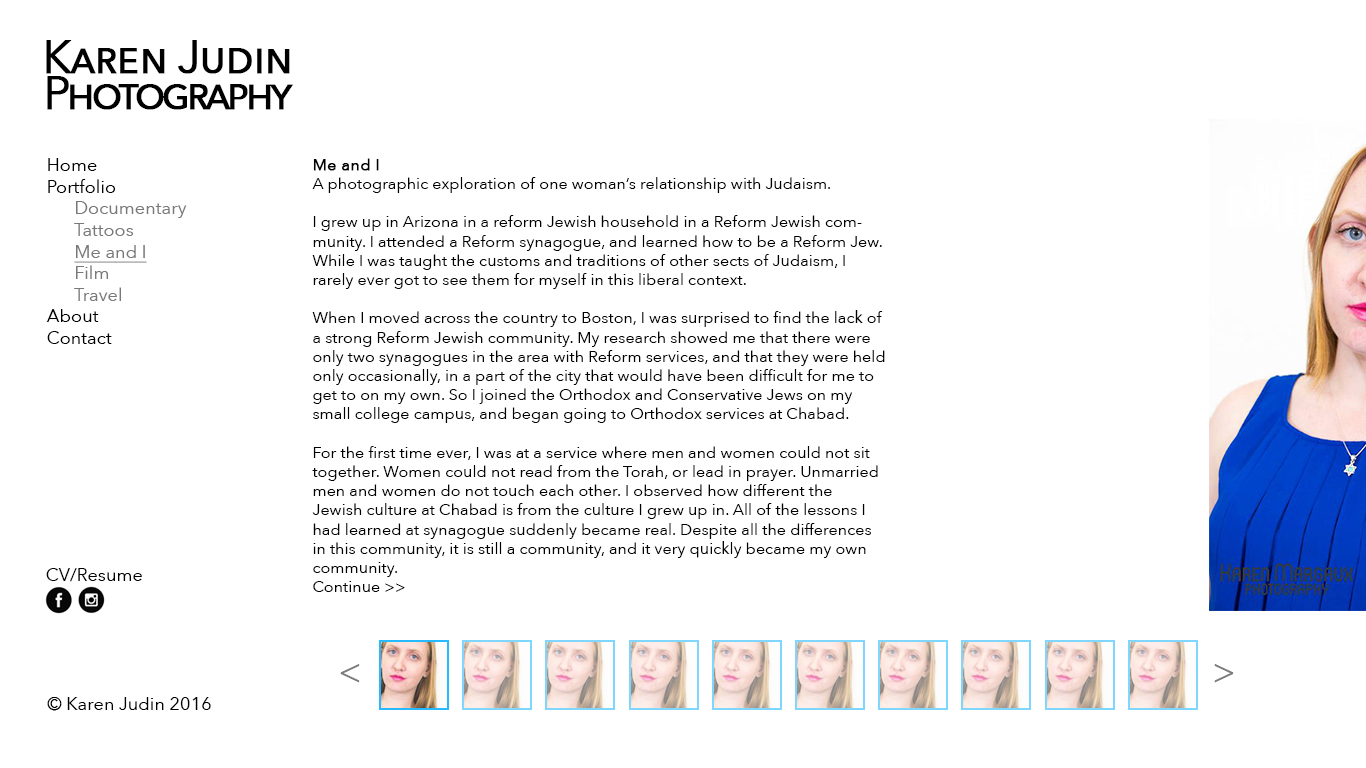 KAREN JUDIN
PHOTOGRAPHY
Home
Portfolio
Documentary
Tattoos
Me and I
Film
Travel
About
Contact
CV/Resume
© Karen Judin 2016
Me and I
A photographic exploration of one woman’s relationship with Judaism.
I grew up in Arizona in a reform Jewish household in a Reform Jewish com-
munity. I attended a Reform synagogue, and learned how to be a Reform Jew.
While I was taught the customs and traditions of other sects of Judaism, I
rarely ever got to see them for myself in this liberal context.
When I moved across the country to Boston, I was surprised to find the lack of
a strong Reform Jewish community. My research showed me that there were
only two synagogues in the area with Reform services, and that they were held
only occasionally, in a part of the city that would have been difficult for me to
get to on my own. So I joined the Orthodox and Conservative Jews on my
small college campus, and began going to Orthodox services at Chabad.
For the first time ever, I was at a service where men and women could not sit
together. Women could not read from the Torah, or lead in prayer. Unmarried
men and women do not touch each other. I observed how different the
Jewish culture at Chabad is from the culture I grew up in. All of the lessons I
had learned at synagogue suddenly became real. Despite all the differences
in this community, it is still a community, and it very quickly became my own
community.
Continue >>
KAREN MARGAUX
PHOTOGRAPHY
< >